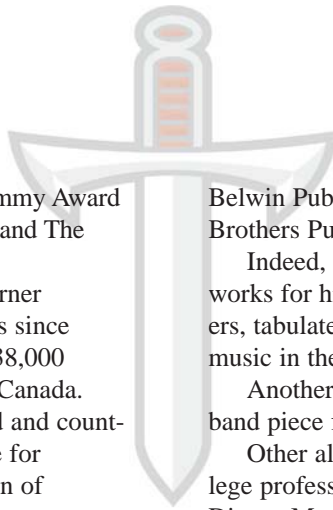 mmy Award
and The
rner
s since
38,000
Canada.
d and count-
e for
n of
Belwin Pub
Brothers Pu
Indeed,
works for hi
ers, tabulate
music in the
Another
band piece f
Other al
lege profess